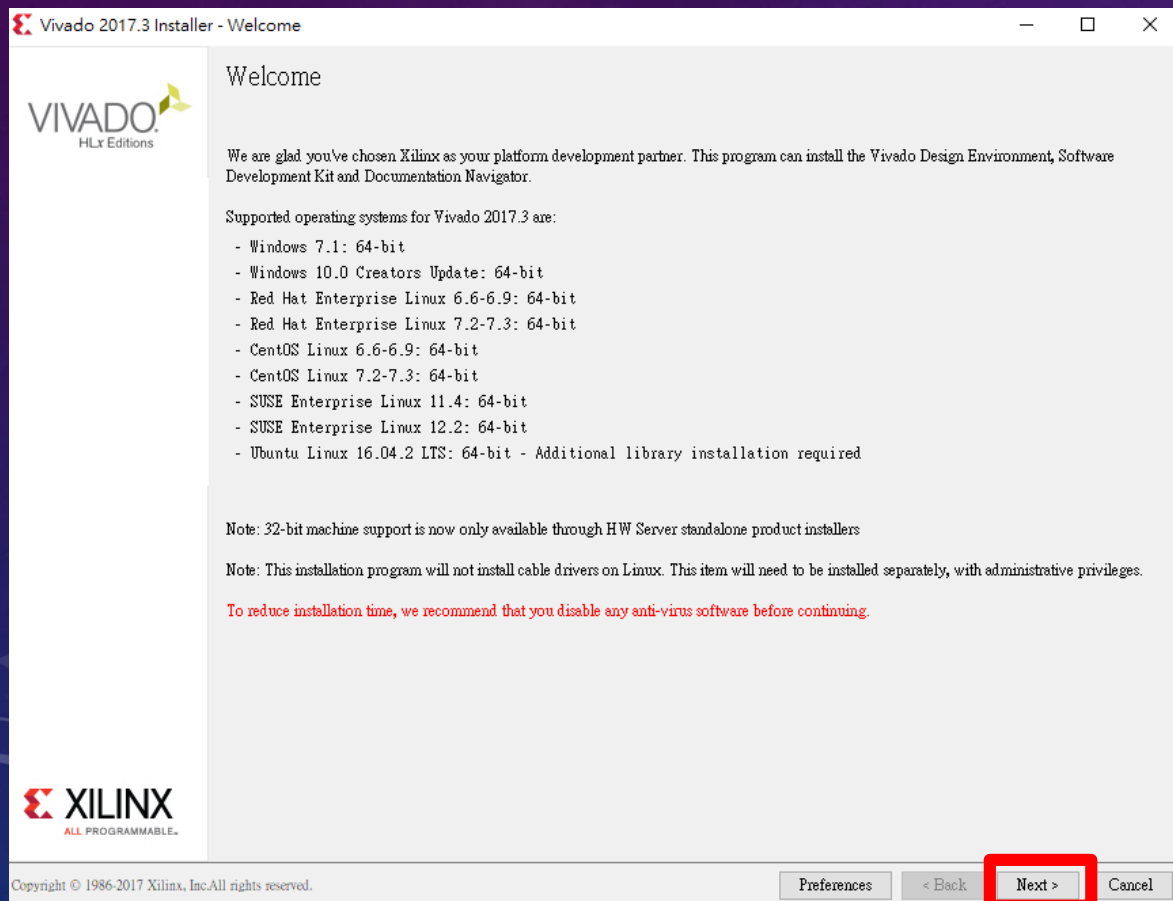 Vivado 2017.3 Installer - Welcome
VIVADO.
HLx Editions
Welcome
We are glad you've chosen Xilinx as your platform development partner. This program can install the Vivado Design Environment, Software
Development Kit and Documentation Navigator.
Supported operating systems for Vivado 2017.3 are:
- Windows 7.1: 64-bit
- Windows 10.0 Creators Update: 64-bit
- Red Hat Enterprise Linux 6.6-6.9: 64-bit
- Red Hat Enterprise Linux 7.2-7.3: 64-bit
- CentOS Linux 6.6-6.9: 64-bit
- CentOS Linux 7.2-7.3: 64-bit
- SUSE Enterprise Linux 11.4: 64-bit
- SUSE Enterprise Linux 12.2: 64-bit
- Ubuntu Linux 16.04.2 LTS: 64-bit - Additional library installation required
Note: 32-bit machine support is now only available through HW Server standalone product installers
Note: This installation program will not install cable drivers on Linux. This item will need to be installed separately, with administrative privileges.
To reduce installation time, we recommend that you disable any anti-virus software before continuing.
XILINX
ALL PROGRAMMABLE™
Copyright © 1986-2017 Xilinx, Inc.All rights reserved.
Preferences
< Back
Next >
Cancel